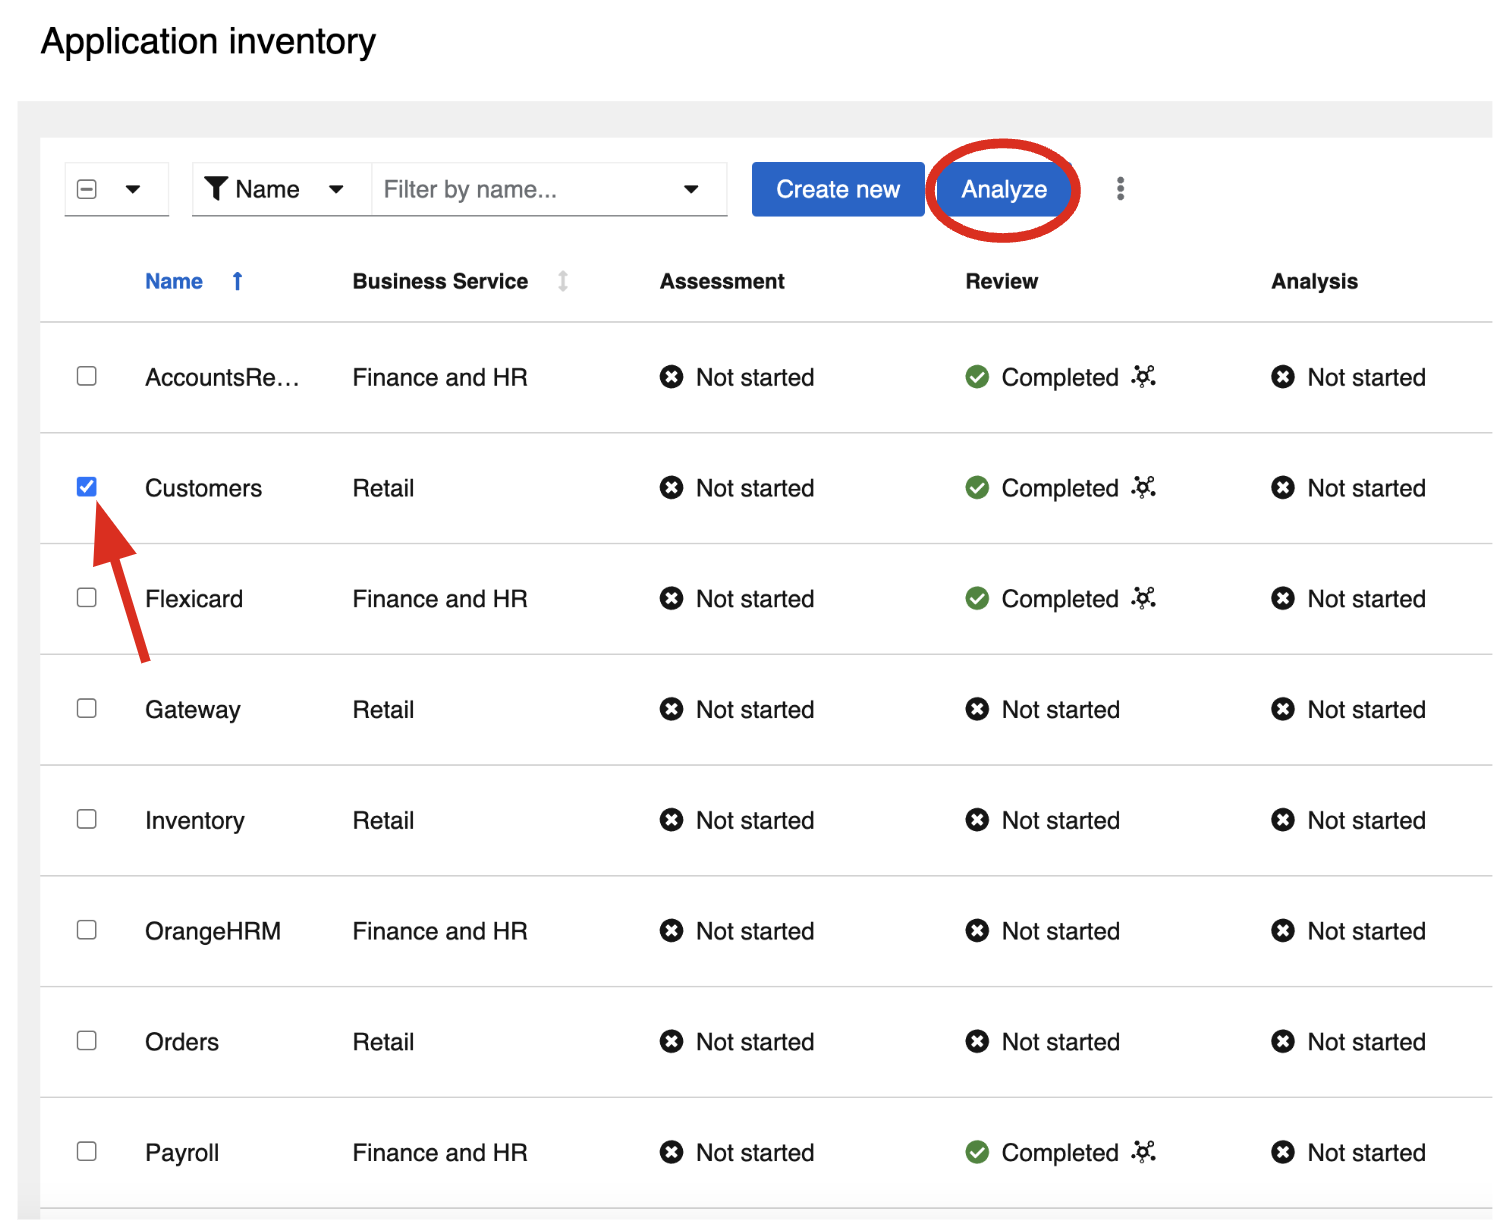 Application inventory
Name Filter by name... Create new Analyze
Name Business Service Assessment Review Analysis
AccountsRe... Finance and HR Not started Completed Not started
Customers Retail Not started Completed Not started
Flexicard Finance and HR Not started Completed Not started
Gateway Retail Not started Not started Not started
Inventory Retail Not started Not started Not started
OrangeHRM Finance and HR Not started Not started Not started
Orders Retail Not started Not started Not started
Payroll Finance and HR Not started Completed Not started